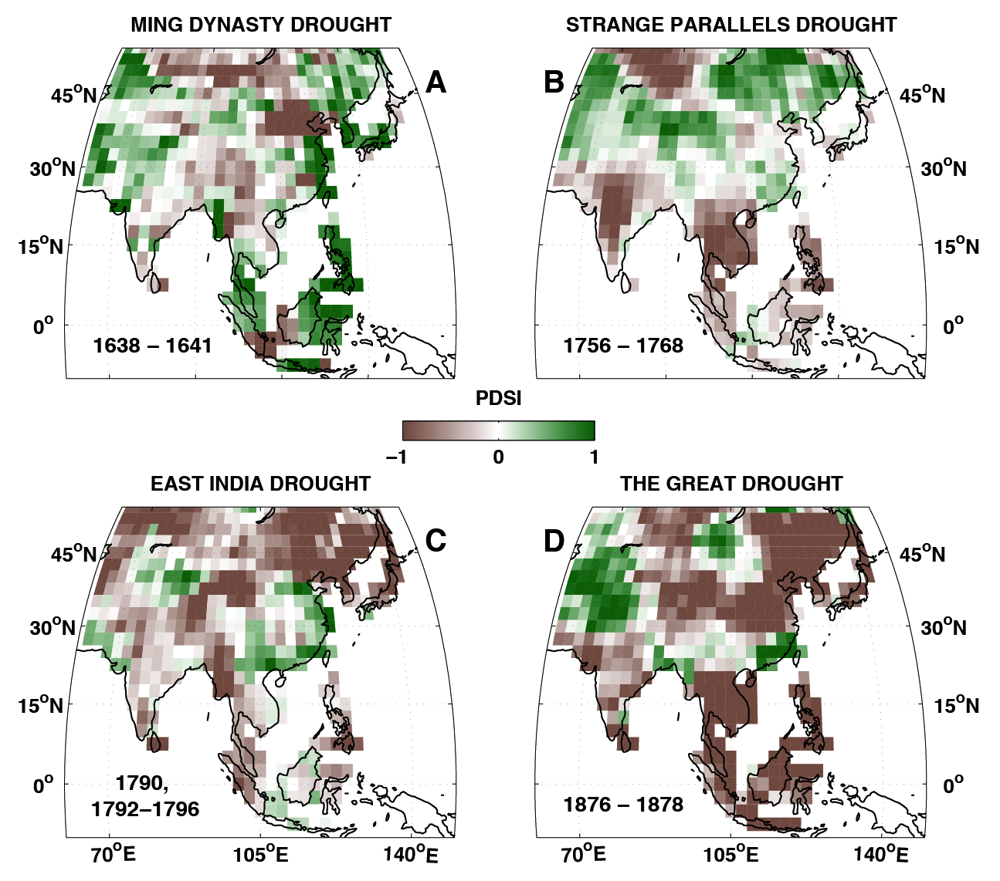 MING DYNASTY DROUGHT
STRANGE PARALLELS DROUGHT
A
B
45°N
45°N
30°N
30°N
15°N
15°N
0°
0°
1638 – 1641
1756 – 1768
PDSI
−1
0
1
EAST INDIA DROUGHT
THE GREAT DROUGHT
C
D
45°N
45°N
30°N
30°N
15°N
15°N
0°
0°
1790,
1792–1796
1876 – 1878
70°E
105°E
140°E
70°E
105°E
140°E